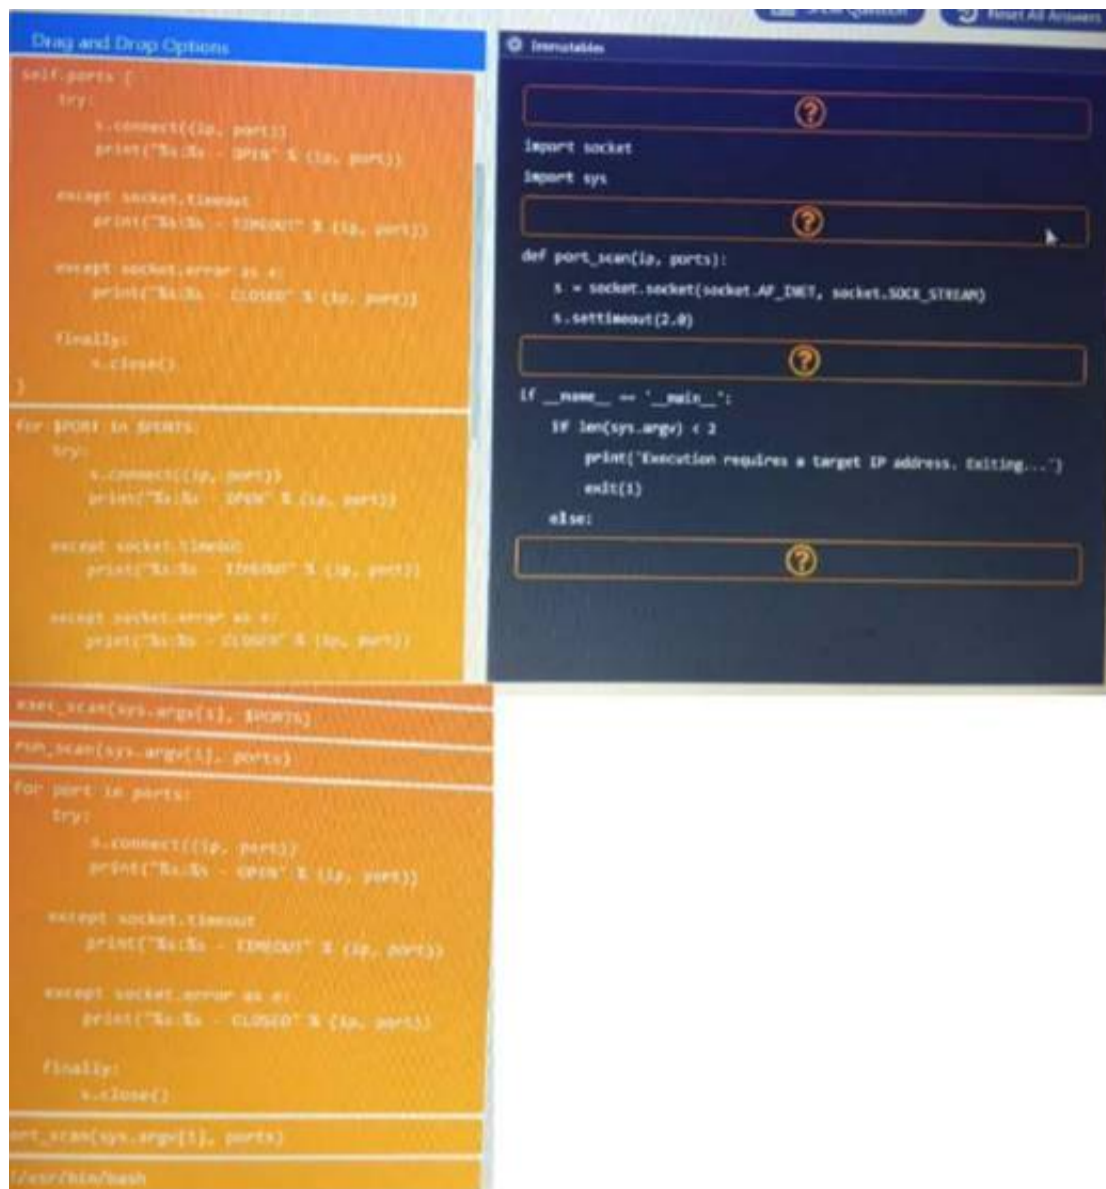 Show Question
Reset All Answers
Drag and Drop Options
self.ports {
try:
s.connect((ip, port))
print("%s:%s - OPEN" % (ip, port))
except socket.timeout
print("%s:%s - TIMEOUT" % (ip, port))
except socket.error as e:
print("%s:%s - CLOSED" % (ip, port))
finally:
s.close()
}
for $PORT in $PORTS:
try:
s.connect((ip, port))
print("%s:%s - OPEN" % (ip, port))
except socket.timeout
print("%s:%s - TIMEOUT" % (ip, port))
except socket.error as e:
print("%s:%s - CLOSED" % (ip, port))
Immutables
?
import socket
import sys
?
def port_scan(ip, ports):
s = socket.socket(socket.AF_INET, socket.SOCK_STREAM)
s.settimeout(2.0)
?
if __name__ == '__main__':
if len(sys.argv) < 2
print('Execution requires a target IP address. Exiting...')
exit(1)
else:
?
exec_scan(sys.argv[1], $PORTS)
run_scan(sys.argv[1], ports)
for port in ports:
try:
s.connect((ip, port))
print("%s:%s - OPEN" % (ip, port))
except socket.timeout
print("%s:%s - TIMEOUT" % (ip, port))
except socket.error as e:
print("%s:%s - CLOSED" % (ip, port))
finally:
s.close()
ort_scan(sys.argv[1], ports)
!/usr/bin/bash